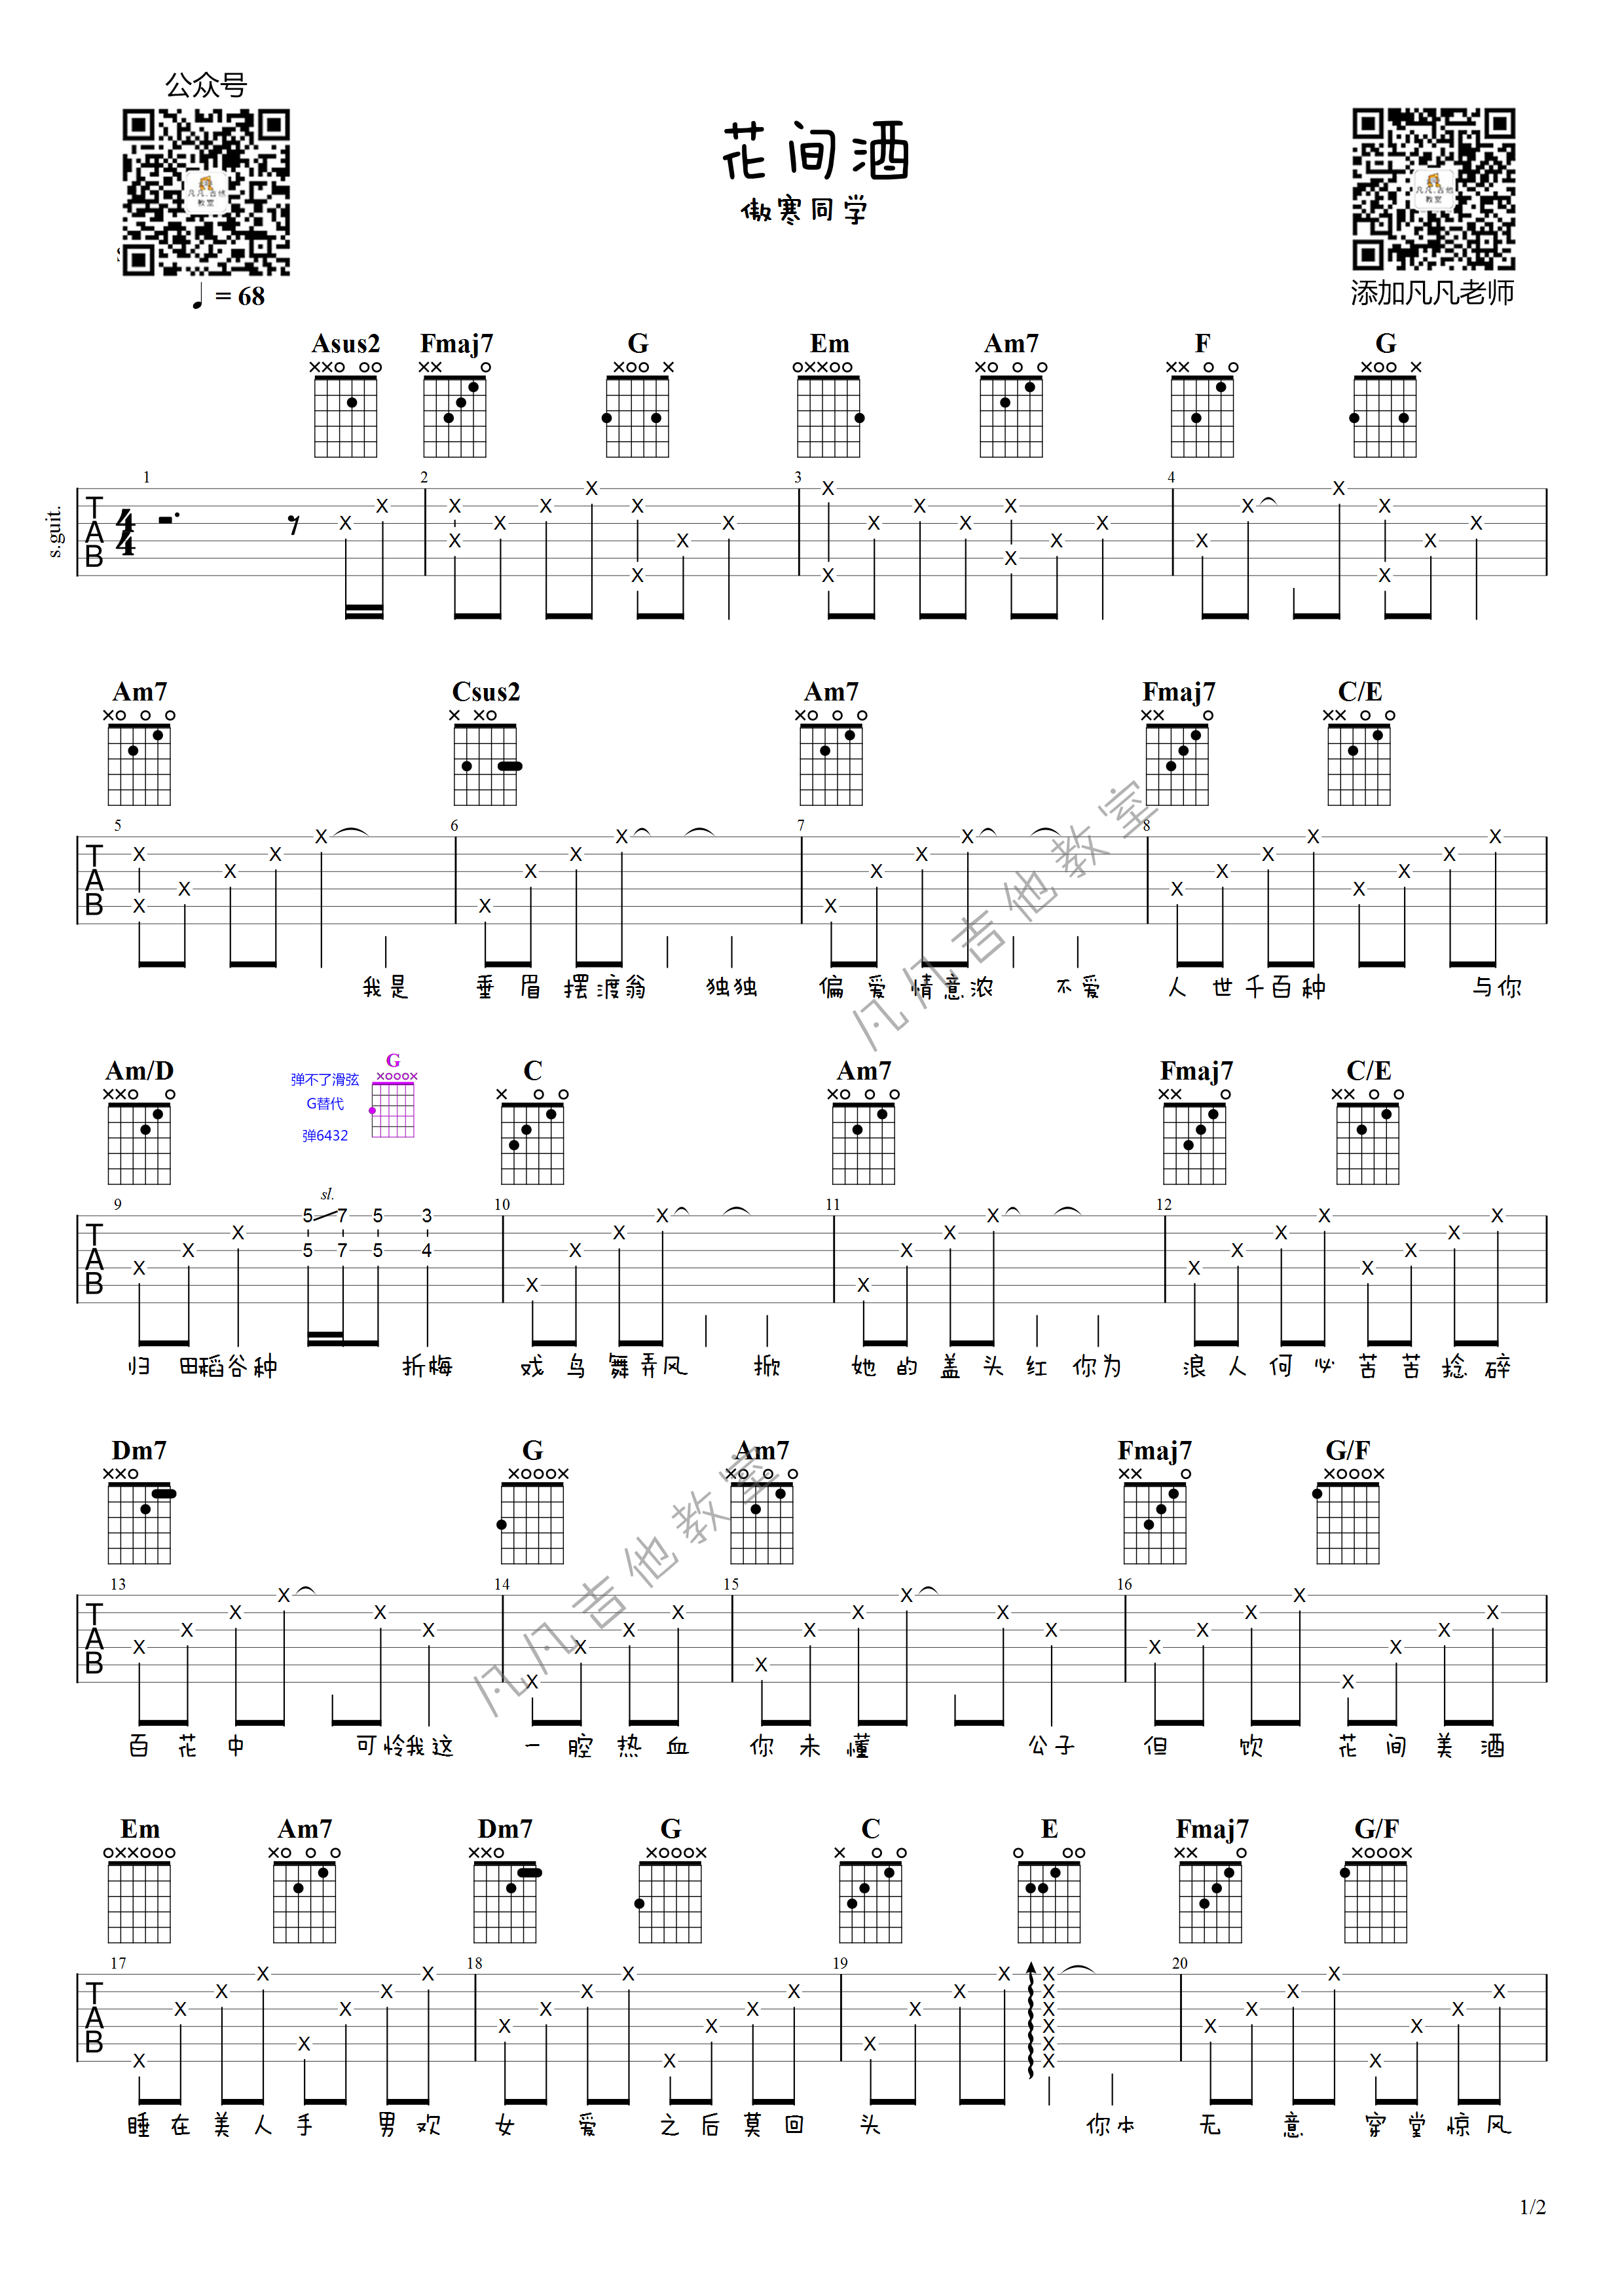 公众号
花间酒
傲寒同学
添加凡凡老师
♩= 68
Asus2 Fmaj7 G Em Am7 F G
s.guit.
1 2 3 4
TAB 4/4
Am7 Csus2 Am7 Fmaj7 C/E
5 6 7 8
TAB
我是 垂眉摆渡翁 独独 偏爱情意浓 不爱 人世千百种 与你
Am/D 弹不了滑弦 G C Am7 Fmaj7 C/E
G替代
弹6432
9 sl. 10 11 12
5 7 5 3
5 7 5 4
TAB
归田稻谷种 折梅 戏鸟舞弄风 掀 她的盖头红 你为 浪人何必苦苦捻碎
Dm7 G Am7 Fmaj7 G/F
13 14 15 16
TAB
百花中 可怜我这 一腔热血 你未懂 公子 但饮 花间美酒
Em Am7 Dm7 G C E Fmaj7 G/F
17 18 19 20
TAB
睡在美人手 男欢 女爱 之后莫回 头 你本 无意 穿堂惊风
凡凡吉他教室
凡凡吉他教室
1/2